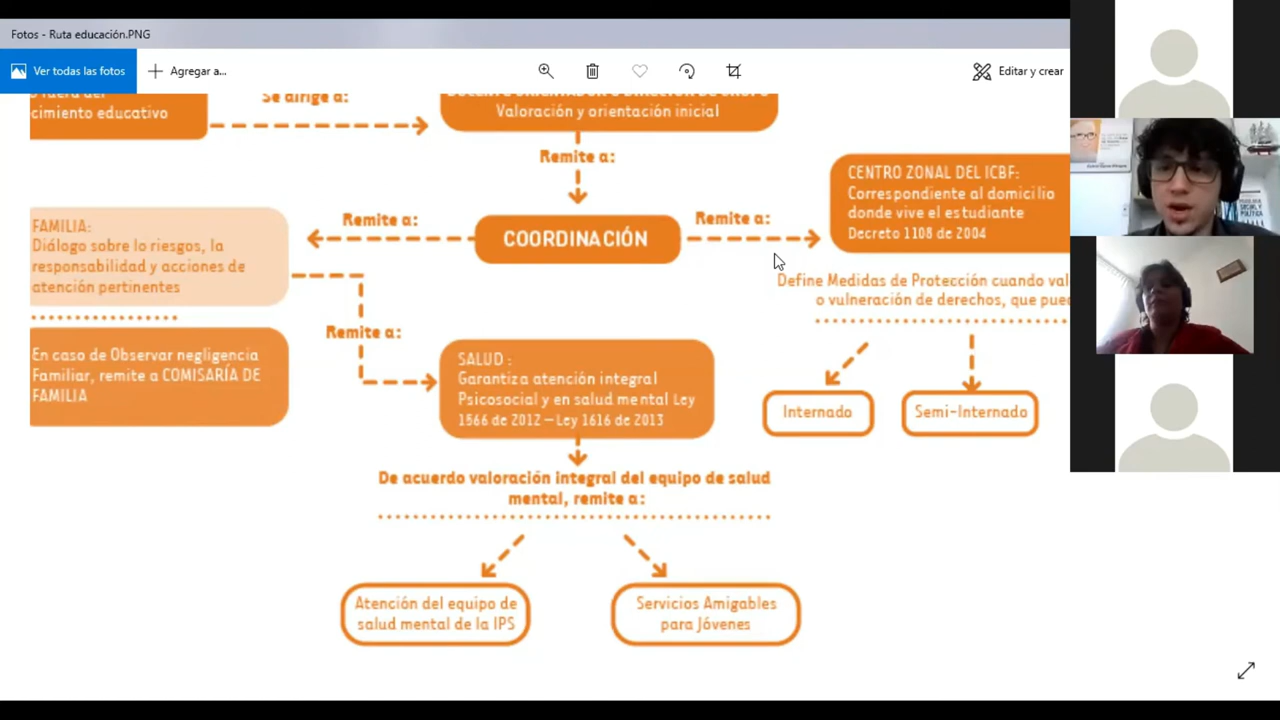 Fotos - Ruta educación.PNG
Ver todas las fotos
Agregar a...
Editar y crear
Se dirige a:
cimiento educativo
Valoración y orientación inicial
Remite a:
FAMILIA:
Diálogo sobre lo riesgos, la
responsabilidad y acciones de
atención pertinentes
Remite a:
COORDINACIÓN
Remite a:
CENTRO ZONAL DEL ICBF:
Correspondiente al domicilio
donde vive el estudiante
Decreto 1108 de 2004
Define Medidas de Protección cuando val
o vulneración de derechos, que pue
En caso de Observar negligencia
Familiar, remite a COMISARÍA DE
FAMILIA
Remite a:
SALUD :
Garantiza atención integral
Psicosocial y en salud mental Ley
1566 de 2012 – Ley 1616 de 2013
Internado
Semi-Internado
De acuerdo valoración integral del equipo de salud
mental, remite a:
Atención del equipo de
salud mental de la IPS
Servicios Amigables
para Jóvenes